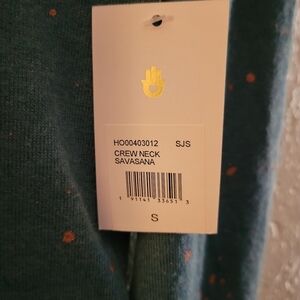 HO00403012 SJS
CREW NECK
SAVASANA
1 91141 33651 3
S